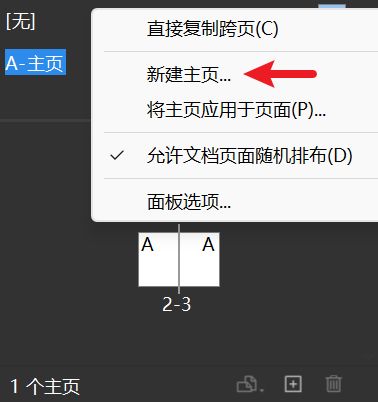 [无]
A-主页
直接复制跨页(C)
新建主页...
将主页应用于页面(P)...
允许文档页面随机排布(D)
面板选项...
A A
2-3
1 个主页